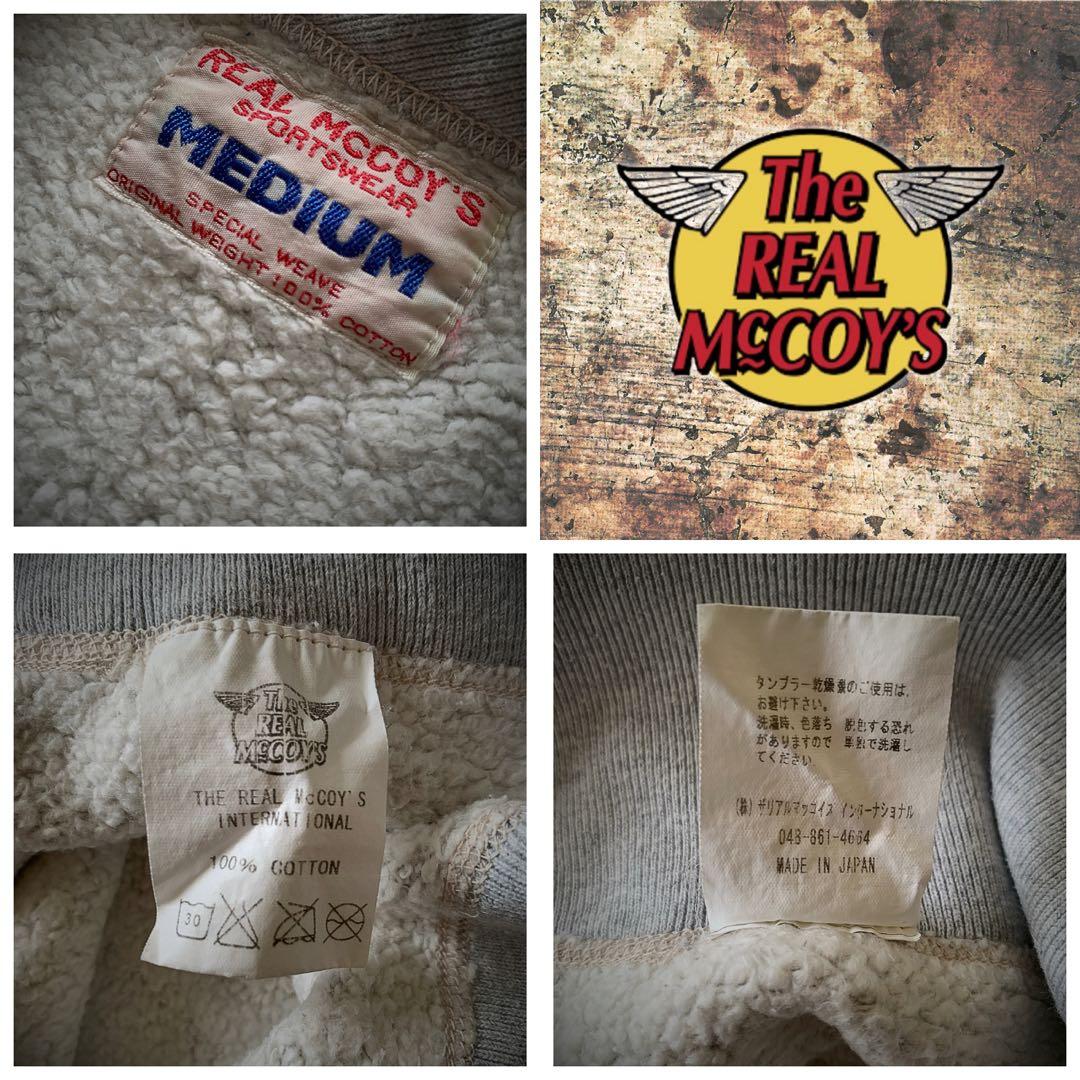 REAL McCOY'S
SPORTSWEAR
MEDIUM
SPECIAL WEAVE
ORIGINAL WEIGHT 100% COTTON
The
REAL
McCOY'S
The
REAL
McCOY'S
THE REAL McCOY'S
INTERNATIONAL
100% COTTON
30
タンブラー乾燥機のご使用は、
お避け下さい。
洗濯時、色落ち 脱色する恐れ
がありますので 単独で洗濯し
てください
(株) ザリアルマッコイズ インターナショナル
048-861-4664
MADE IN JAPAN